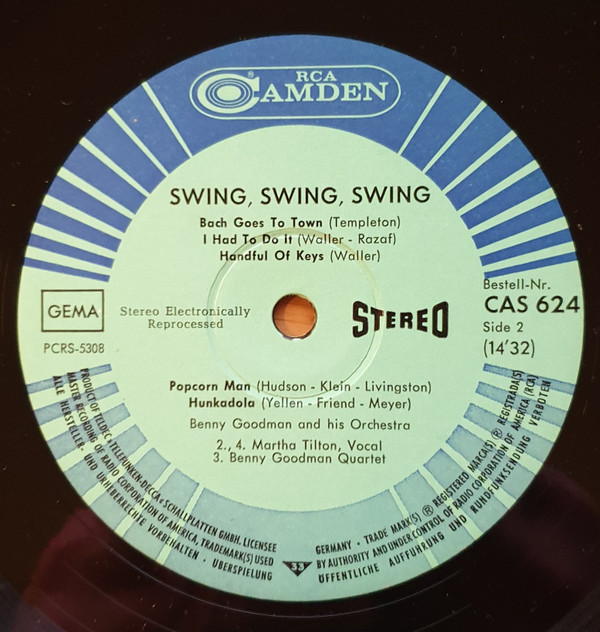 RCA
CAMDEN
®
SWING, SWING, SWING
Bach Goes To Town (Templeton)
I Had To Do It (Waller - Razaf)
Handful Of Keys (Waller)
GEMA
PCRS-5308
Stereo Electronically
Reprocessed
STEREO
Bestell-Nr.
CAS 624
Side 2
(14'32)
Popcorn Man (Hudson - Klein - Livingston)
Hunkadola (Yellen - Friend - Meyer)
Benny Goodman and his Orchestra
2., 4. Martha Tilton, Vocal
3. Benny Goodman Quartet
PRODUCT OF TELDEC »TELEFUNKEN-DECCA« SCHALLPLATTEN GMBH. LICENSEE
MASTER RECORDING OF RADIO CORPORATION OF AMERICA, TRADEMARK(S) USED
ALLE HERSTELLER- UND URHEBERRECHTE VORBEHALTEN · ÜBERSPIELUNG
33
GERMANY · TRADE MARK(S) ® REGISTERED MARCA(S) ® REGISTRADA(S)
BY AUTHORITY AND UNDER CONTROL OF RADIO CORPORATION OF AMERICA (RCA)
ÖFFENTLICHE AUFFÜHRUNG UND RUNDFUNKSENDUNG VERBOTEN